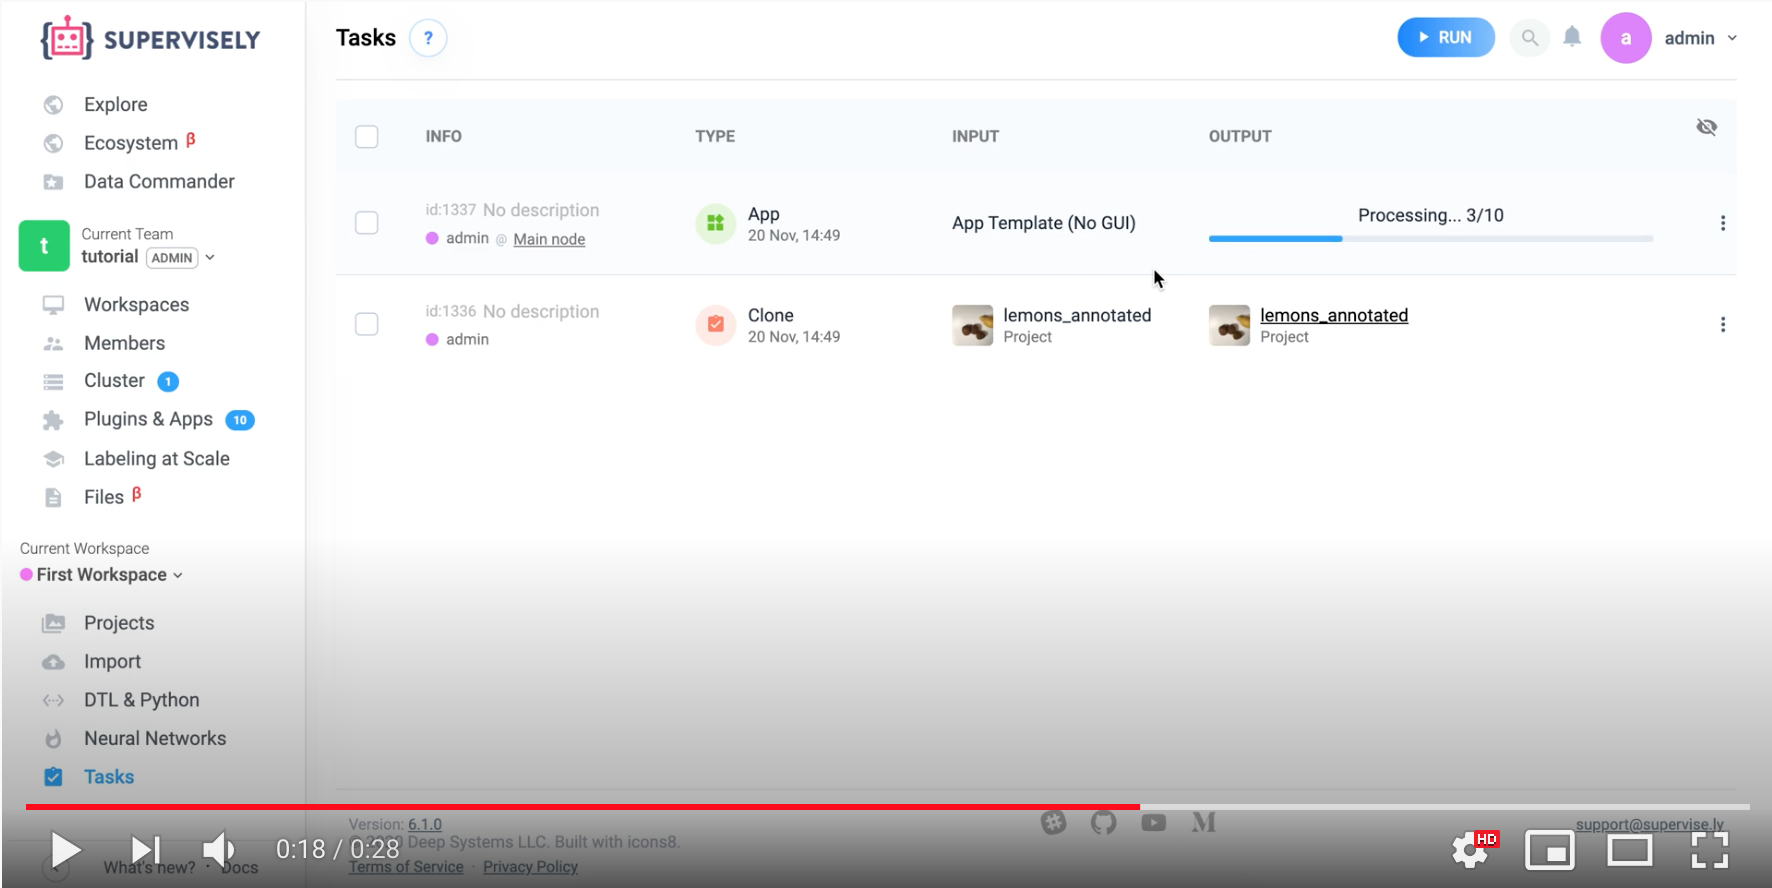 SUPERVISELY
Tasks ?
RUN
a admin
Explore
Ecosystem β
Data Commander
t
Current Team
tutorial ADMIN
Workspaces
Members
Cluster 1
Plugins & Apps 10
Labeling at Scale
Files β
Current Workspace
First Workspace
Projects
Import
DTL & Python
Neural Networks
Tasks
INFO TYPE INPUT OUTPUT
id:1337 No description
admin @ Main node
App
20 Nov, 14:49
App Template (No GUI)
Processing... 3/10
id:1336 No description
admin
Clone
20 Nov, 14:49
lemons_annotated
Project
lemons_annotated
Project
Version: 6.1.0
Deep Systems LLC. Built with icons8.
Terms of Service · Privacy Policy
M
support@supervise.ly
0:18 / 0:28
HD
What's new? · Docs